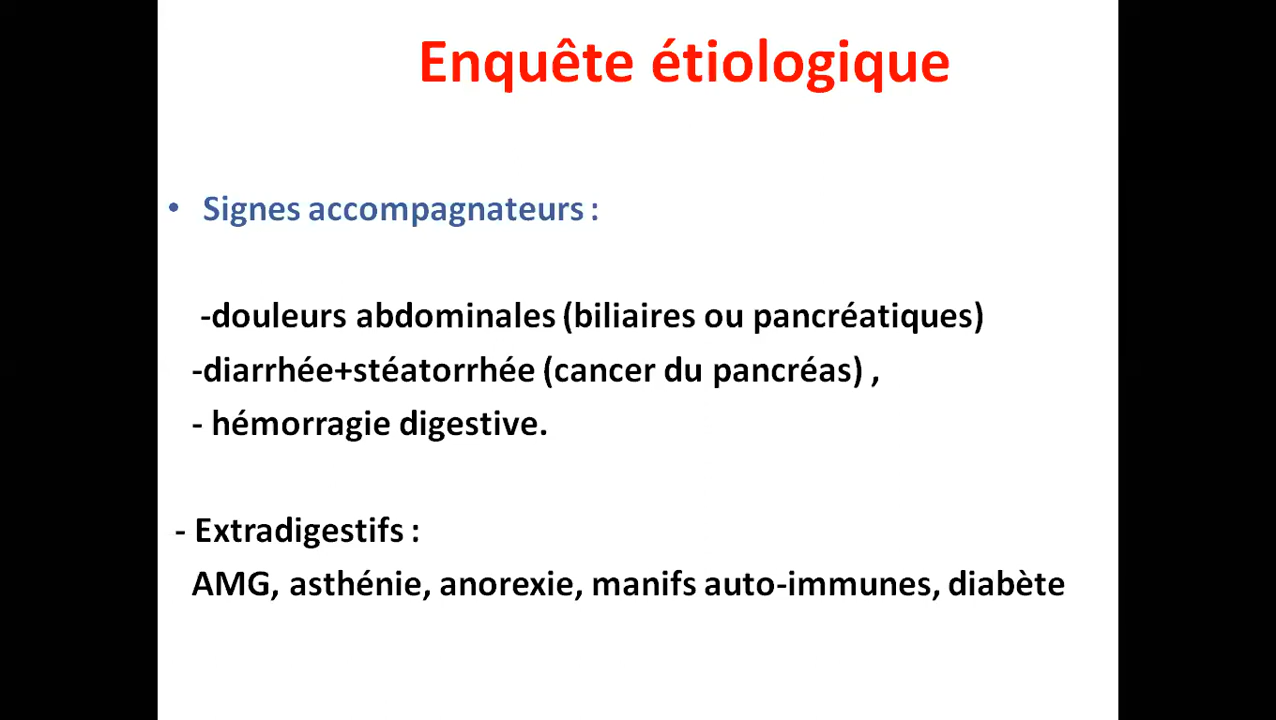 Enquête étiologique
• Signes accompagnateurs :
-douleurs abdominales (biliaires ou pancréatiques)
-diarrhée+stéatorrhée (cancer du pancréas) ,
- hémorragie digestive.
- Extradigestifs :
AMG, asthénie, anorexie, manifs auto-immunes, diabète